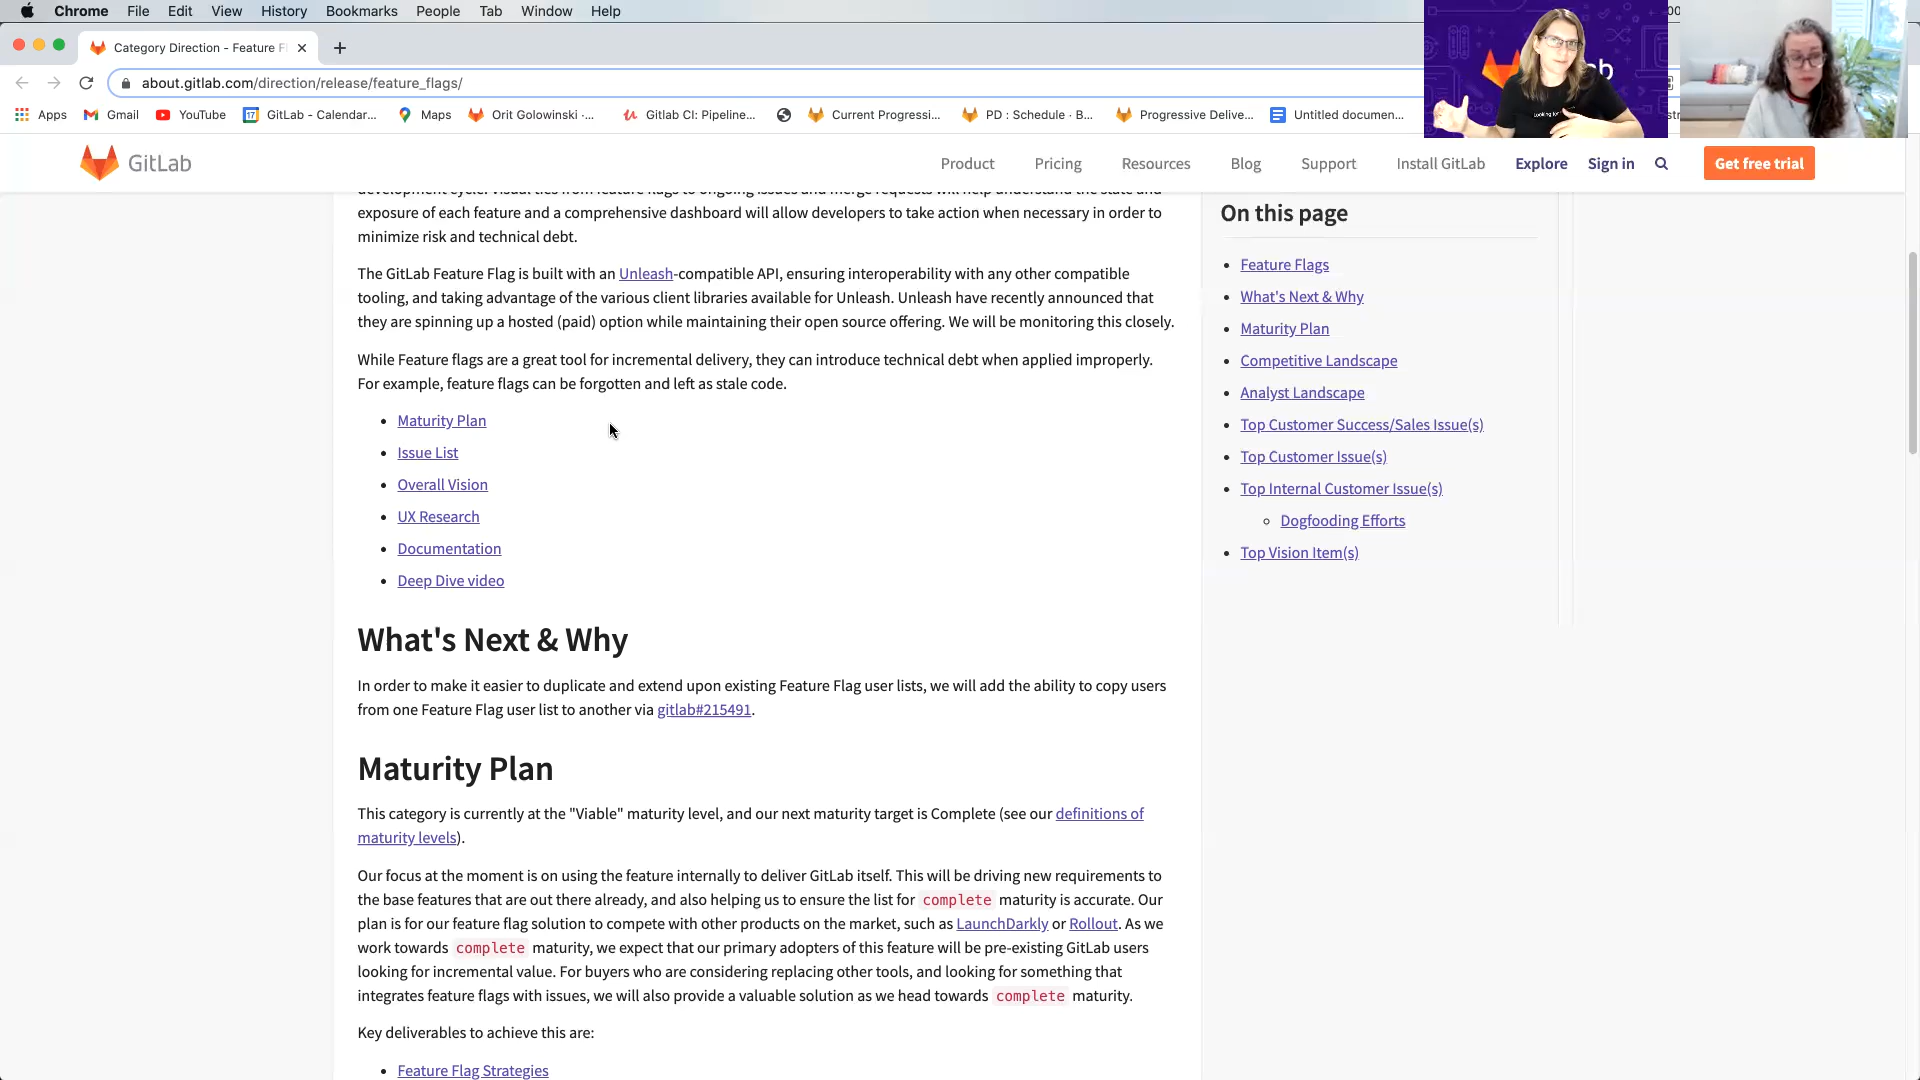 Chrome File Edit View History Bookmarks People Tab Window Help
Category Direction - Feature Fl
about.gitlab.com/direction/release/feature_flags/
Apps Gmail YouTube GitLab - Calendar... Maps Orit Golowinski -... Gitlab CI: Pipeline... Current Progressi... PD : Schedule · B... Progressive Delive... Untitled documen...
GitLab
Product Pricing Resources Blog Support Install GitLab Explore Sign in Get free trial
development cycle. Visual ties from feature flags to ongoing issues and merge requests will help understand the state and
exposure of each feature and a comprehensive dashboard will allow developers to take action when necessary in order to
minimize risk and technical debt.
The GitLab Feature Flag is built with an Unleash-compatible API, ensuring interoperability with any other compatible
tooling, and taking advantage of the various client libraries available for Unleash. Unleash have recently announced that
they are spinning up a hosted (paid) option while maintaining their open source offering. We will be monitoring this closely.
While Feature flags are a great tool for incremental delivery, they can introduce technical debt when applied improperly.
For example, feature flags can be forgotten and left as stale code.
Maturity Plan
Issue List
Overall Vision
UX Research
Documentation
Deep Dive video
What's Next & Why
In order to make it easier to duplicate and extend upon existing Feature Flag user lists, we will add the ability to copy users
from one Feature Flag user list to another via gitlab#215491.
Maturity Plan
This category is currently at the "Viable" maturity level, and our next maturity target is Complete (see our definitions of
maturity levels).
Our focus at the moment is on using the feature internally to deliver GitLab itself. This will be driving new requirements to
the base features that are out there already, and also helping us to ensure the list for complete maturity is accurate. Our
plan is for our feature flag solution to compete with other products on the market, such as LaunchDarkly or Rollout. As we
work towards complete maturity, we expect that our primary adopters of this feature will be pre-existing GitLab users
looking for incremental value. For buyers who are considering replacing other tools, and looking for something that
integrates feature flags with issues, we will also provide a valuable solution as we head towards complete maturity.
Key deliverables to achieve this are:
Feature Flag Strategies
On this page
Feature Flags
What's Next & Why
Maturity Plan
Competitive Landscape
Analyst Landscape
Top Customer Success/Sales Issue(s)
Top Customer Issue(s)
Top Internal Customer Issue(s)
Dogfooding Efforts
Top Vision Item(s)